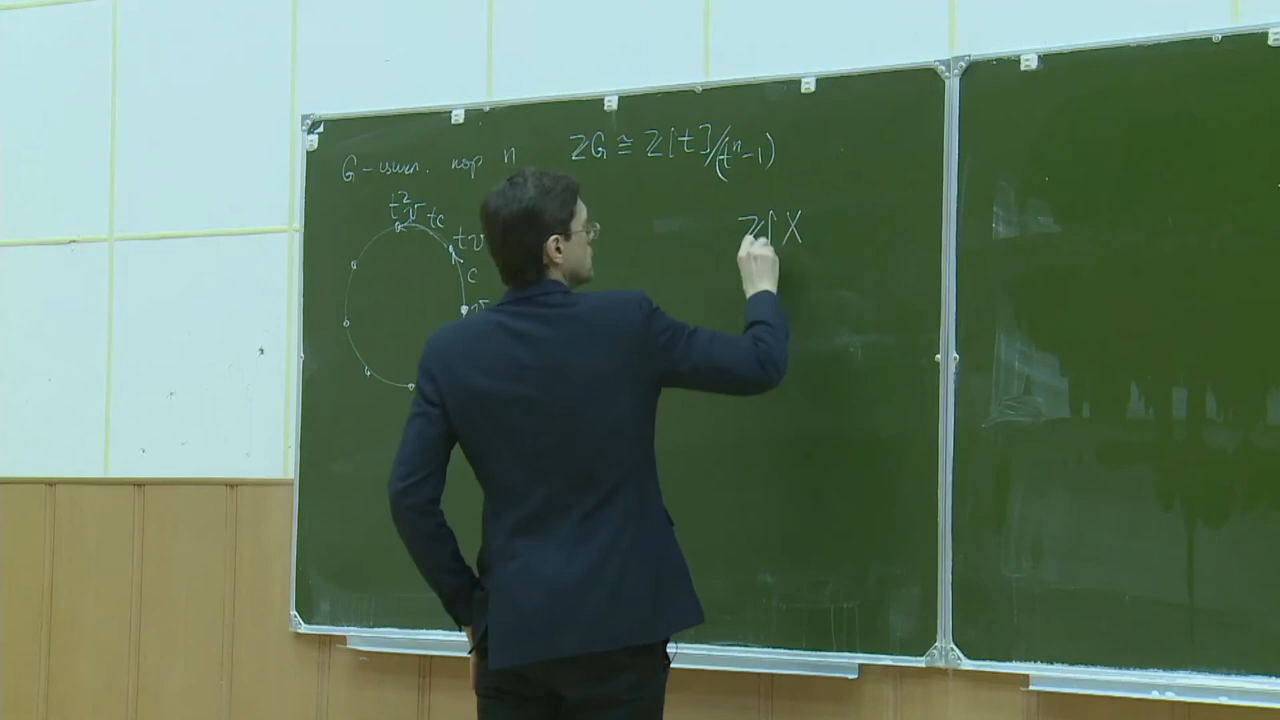 G - цикл. пор n ZG ≅ Z[t]/(tⁿ-1)
Z[X
t²v tc
tv
c
v